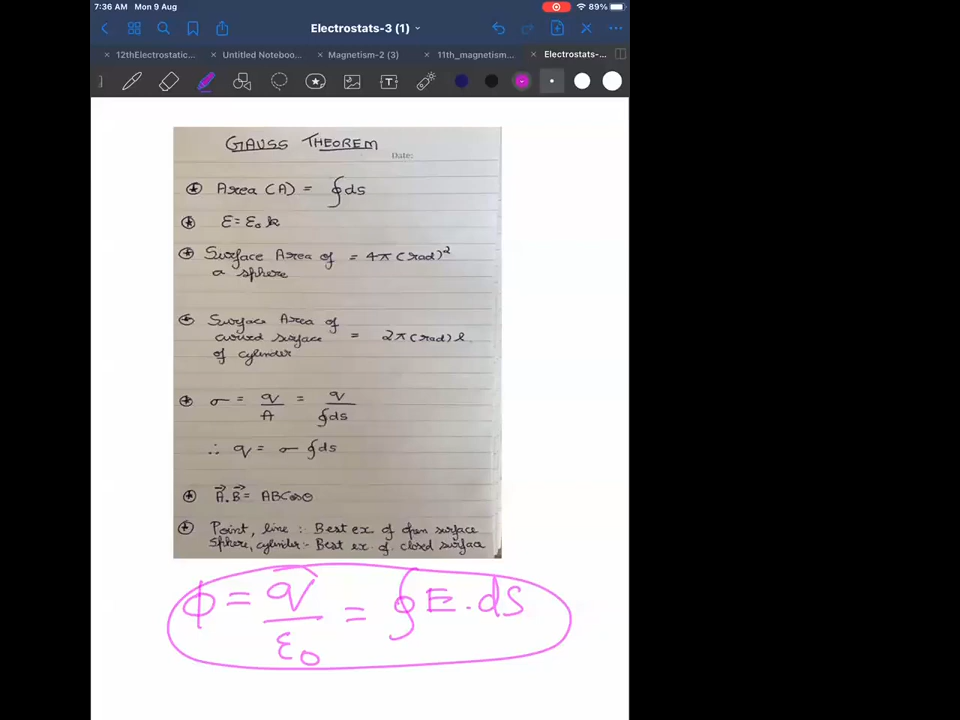 7:36 AM Mon 9 Aug
89%
Electrostats-3 (1)
12thElectrostatic...
Untitled Noteboo...
Magnetism-2 (3)
11th_magnetism...
Electrostats-...
GAUSS THEOREM
Date:
Area (A) = ∮ds
ε = ε₀ k
Surface Area of = 4π (rad)²
a sphere
Surface Area of
curved surface = 2π (rad) l
of cylinder
σ = q/A = q/∮ds
∴ q = σ ∮ds
A⃗.B⃗ = ABCosθ
Point, line :- Best ex of open surface
Sphere, cylinder :- Best ex of closed surface
ϕ = q/ε₀ = ∮E.ds